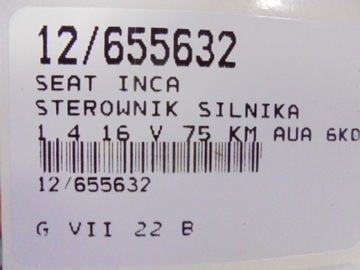 12/655632
SEAT INCA
STEROWNIK SILNIKA
1 4 16 V 75 KM AUA 6KD
12/655632
G VII 22 B